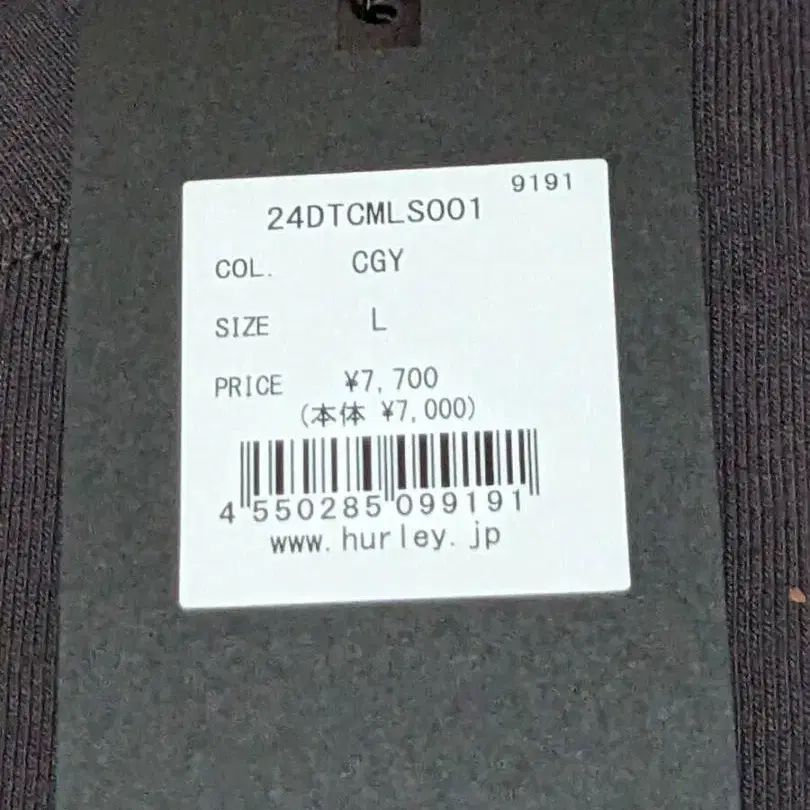 9191
24DTCMLS001
COL. CGY
SIZE L
PRICE ¥7,700
(本体 ¥7,000)
4 550285 099191
www.hurley.jp